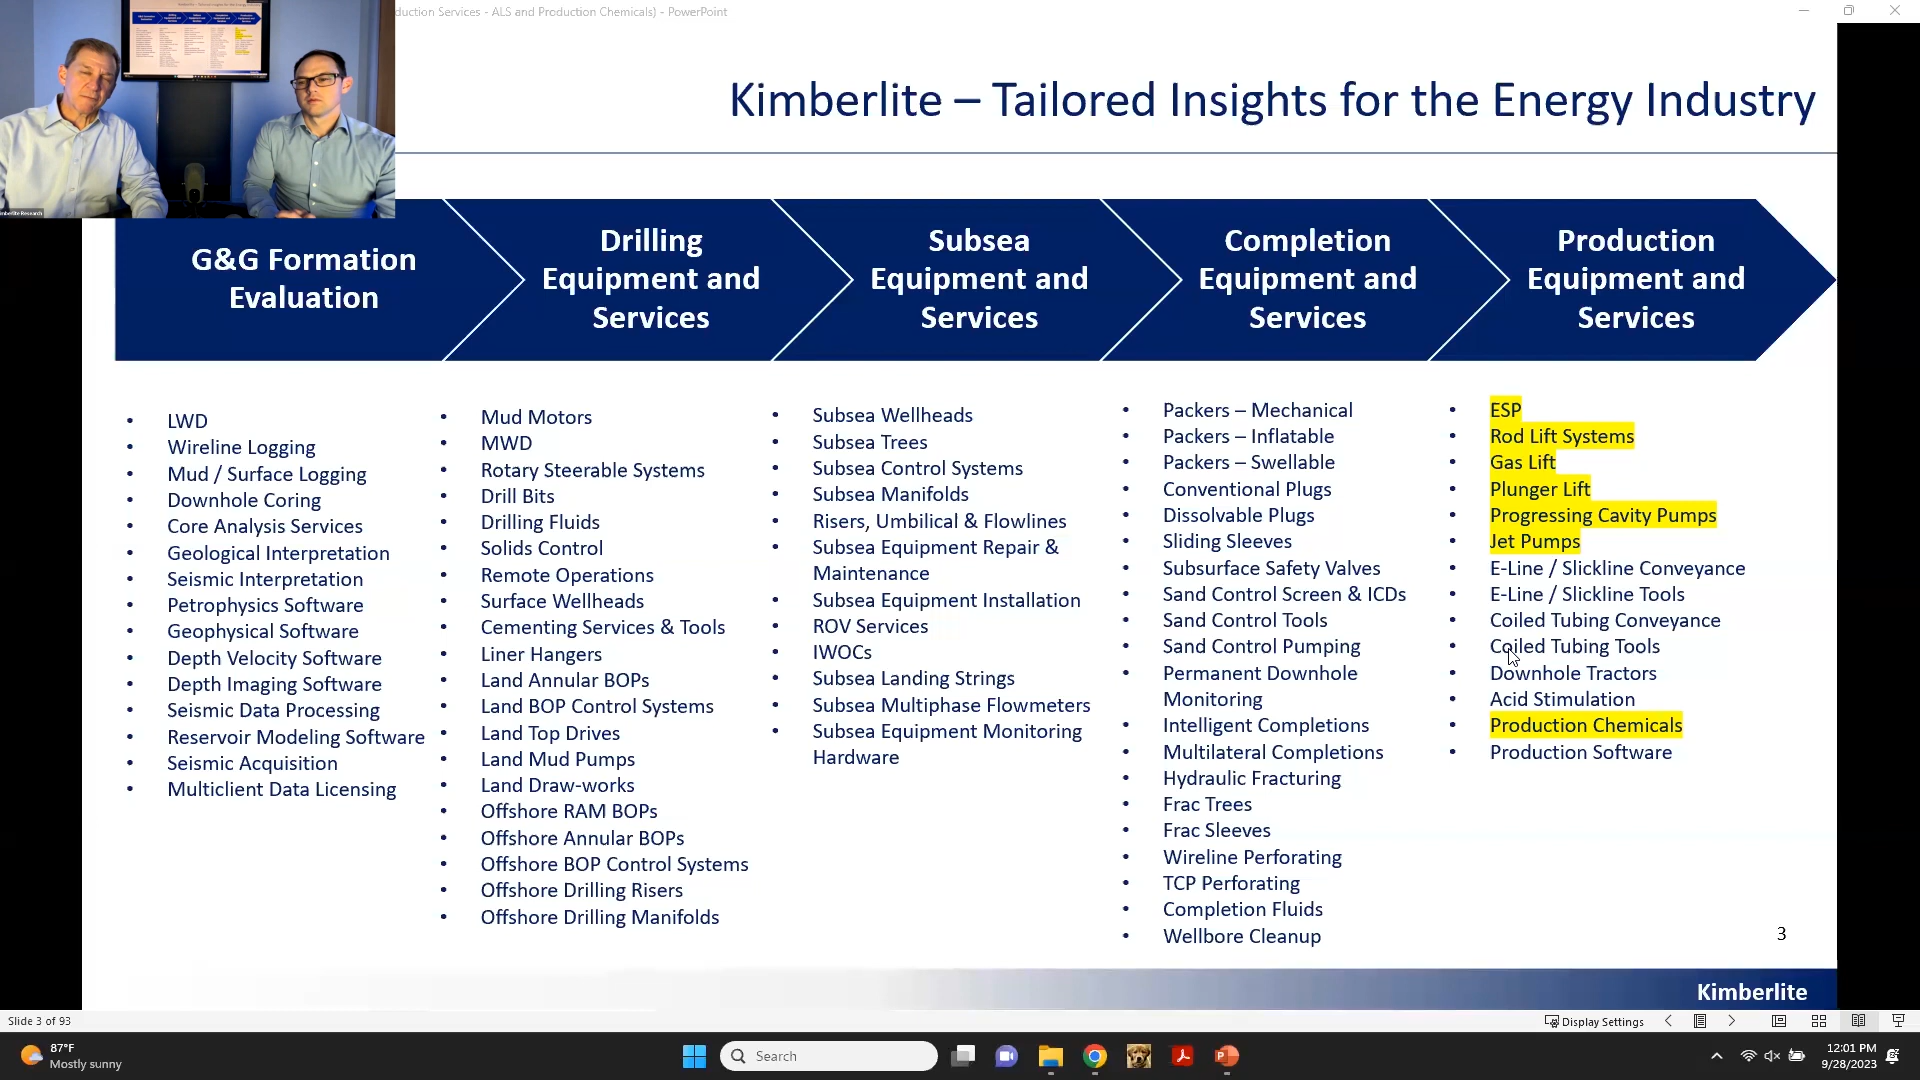 duction Services - ALS and Production Chemicals) - PowerPoint
Kimberlite – Tailored Insights for the Energy Industry
G&G Formation
Evaluation
Drilling
Equipment and
Services
Subsea
Equipment and
Services
Completion
Equipment and
Services
Production
Equipment and
Services
• LWD
• Wireline Logging
• Mud / Surface Logging
• Downhole Coring
• Core Analysis Services
• Geological Interpretation
• Seismic Interpretation
• Petrophysics Software
• Geophysical Software
• Depth Velocity Software
• Depth Imaging Software
• Seismic Data Processing
• Reservoir Modeling Software
• Seismic Acquisition
• Multiclient Data Licensing
• Mud Motors
• MWD
• Rotary Steerable Systems
• Drill Bits
• Drilling Fluids
• Solids Control
• Remote Operations
• Surface Wellheads
• Cementing Services & Tools
• Liner Hangers
• Land Annular BOPs
• Land BOP Control Systems
• Land Top Drives
• Land Mud Pumps
• Land Draw-works
• Offshore RAM BOPs
• Offshore Annular BOPs
• Offshore BOP Control Systems
• Offshore Drilling Risers
• Offshore Drilling Manifolds
• Subsea Wellheads
• Subsea Trees
• Subsea Control Systems
• Subsea Manifolds
• Risers, Umbilical & Flowlines
• Subsea Equipment Repair &
Maintenance
• Subsea Equipment Installation
• ROV Services
• IWOCs
• Subsea Landing Strings
• Subsea Multiphase Flowmeters
• Subsea Equipment Monitoring
Hardware
• Packers – Mechanical
• Packers – Inflatable
• Packers – Swellable
• Conventional Plugs
• Dissolvable Plugs
• Sliding Sleeves
• Subsurface Safety Valves
• Sand Control Screen & ICDs
• Sand Control Tools
• Sand Control Pumping
• Permanent Downhole
Monitoring
• Intelligent Completions
• Multilateral Completions
• Hydraulic Fracturing
• Frac Trees
• Frac Sleeves
• Wireline Perforating
• TCP Perforating
• Completion Fluids
• Wellbore Cleanup
• ESP
• Rod Lift Systems
• Gas Lift
• Plunger Lift
• Progressing Cavity Pumps
• Jet Pumps
• E-Line / Slickline Conveyance
• E-Line / Slickline Tools
• Coiled Tubing Conveyance
• Coiled Tubing Tools
• Downhole Tractors
• Acid Stimulation
• Production Chemicals
• Production Software
3
Kimberlite
Slide 3 of 93
Display Settings
87°F
Mostly sunny
Search
12:01 PM
9/28/2023